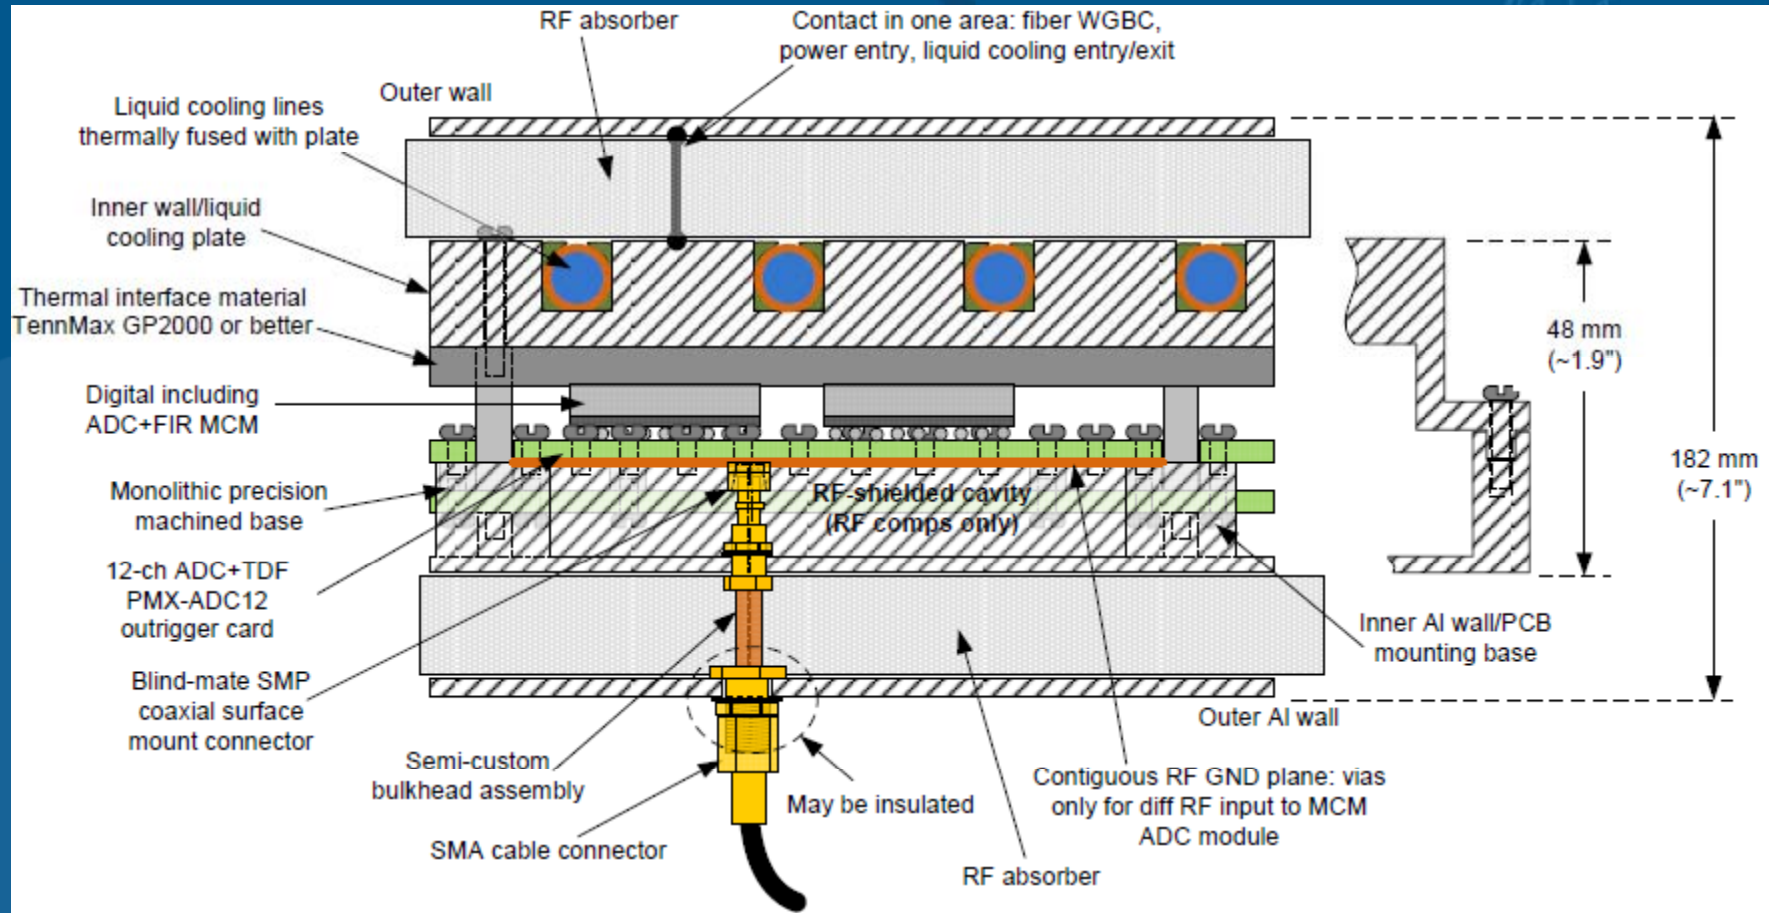 RF absorber
Contact in one area: fiber WGBC,
power entry, liquid cooling entry/exit
Outer wall
Liquid cooling lines
thermally fused with plate
Inner wall/liquid
cooling plate
Thermal interface material
TennMax GP2000 or better
Digital including
ADC+FIR MCM
Monolithic precision
machined base
12-ch ADC+TDF
PMX-ADC12
outrigger card
Blind-mate SMP
coaxial surface
mount connector
Semi-custom
bulkhead assembly
SMA cable connector
RF-shielded cavity
(RF comps only)
May be insulated
RF absorber
Contiguous RF GND plane: vias
only for diff RF input to MCM
ADC module
Outer Al wall
Inner Al wall/PCB
mounting base
48 mm
(~1.9")
182 mm
(~7.1")